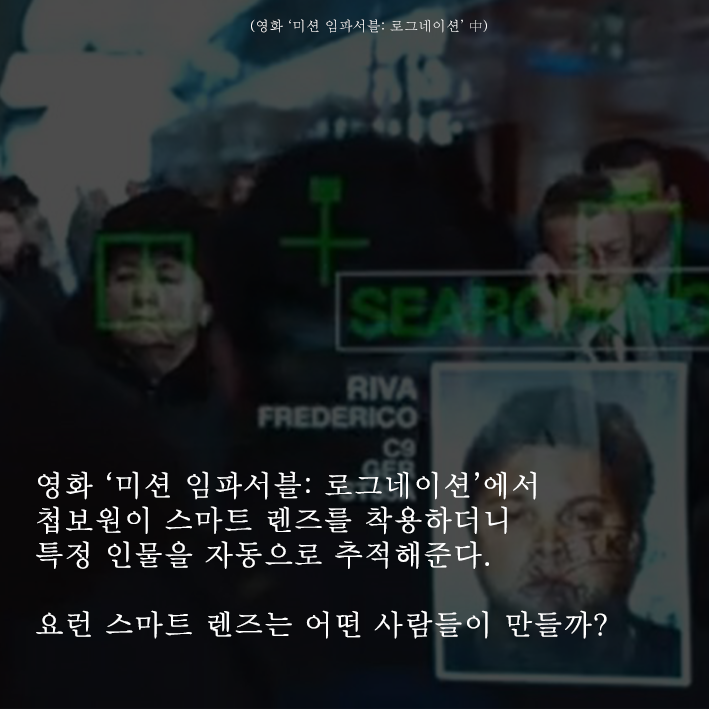 (영화 ‘미션 임파서블: 로그네이션’ 中)
SEARCHING
RIVA
FREDERICO
C9
영화 ‘미션 임파서블: 로그네이션’에서
첩보원이 스마트 렌즈를 착용하더니
특정 인물을 자동으로 추적해준다.
요런 스마트 렌즈는 어떤 사람들이 만들까?